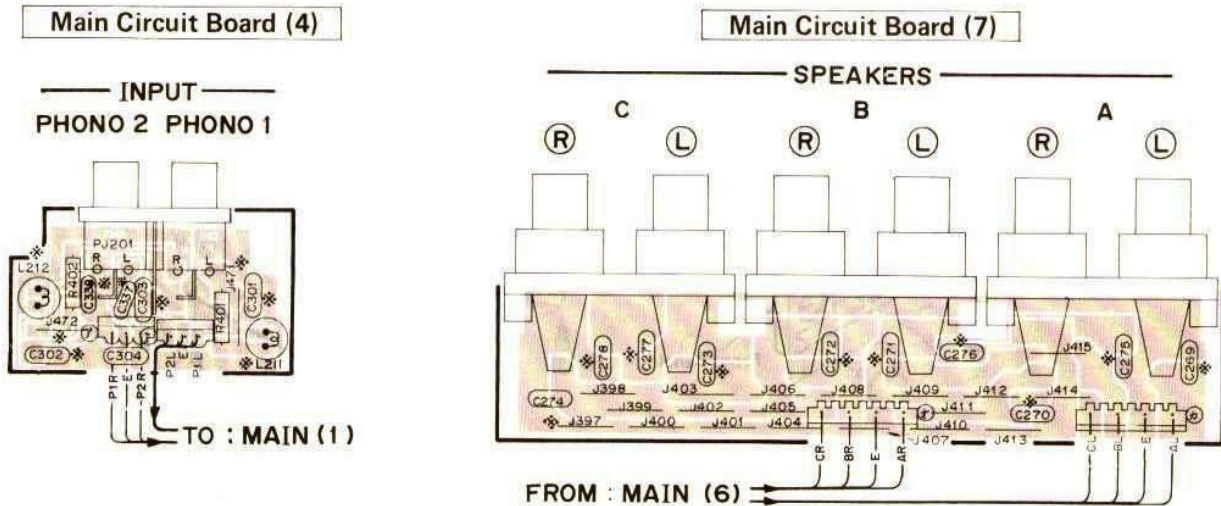 Main Circuit Board (4)
INPUT
PHONO 2 PHONO 1
PJ201
R L R L
L212
R402
C338
C337
C303
J471
C301
J472
R401
C302
C304
L211
P1R
E
P2R
P2L
E
P1L
TO : MAIN (1)
Main Circuit Board (7)
SPEAKERS
C B A
R L R L R L
C278
C277
C273
C272
C271
C276
J415
C275
C269
C274
J398 J403 J406 J408 J409 J412 J414
J399 J402 J405 J411 C270
J397 J400 J401 J404 J410
J407 J413
CR BR E AR
CL BL E AL
FROM : MAIN (6)